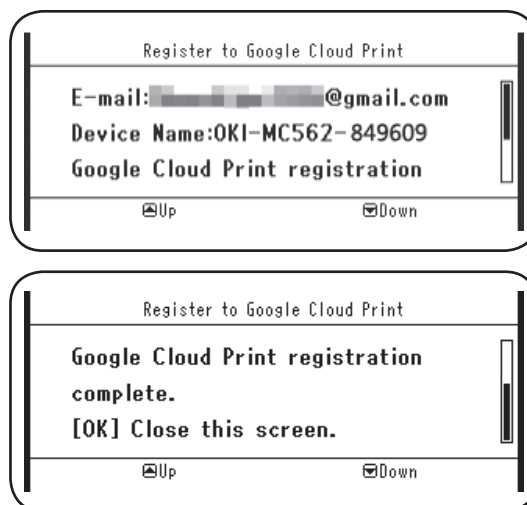 Register to Google Cloud Print
E-mail: @gmail.com
Device Name:OKI-MC562-849609
Google Cloud Print registration
Up Down
Register to Google Cloud Print
Google Cloud Print registration
complete.
[OK] Close this screen.
Up Down